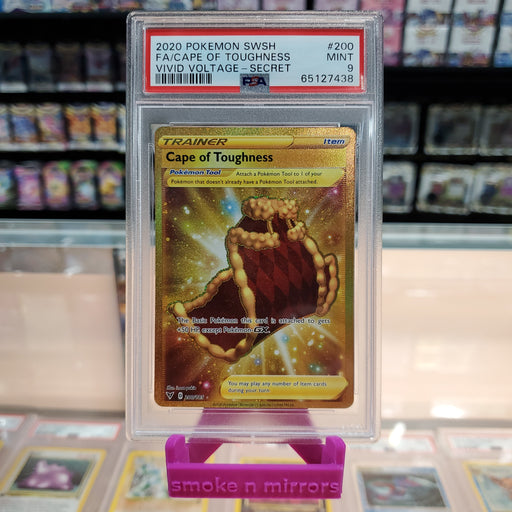 2020 POKEMON SWSH #200
FA/CAPE OF TOUGHNESS MINT
VIVID VOLTAGE-SECRET 9
PSA 65127438
TRAINER Item
Cape of Toughness
Pokémon Tool Attach a Pokémon Tool to 1 of your
Pokémon that doesn't already have a Pokémon Tool attached.
The Basic Pokémon this card is attached to gets
+50 HP, except Pokémon-GX.
You may play any number of Item cards
during your turn.
200/185
smoke n mirrors